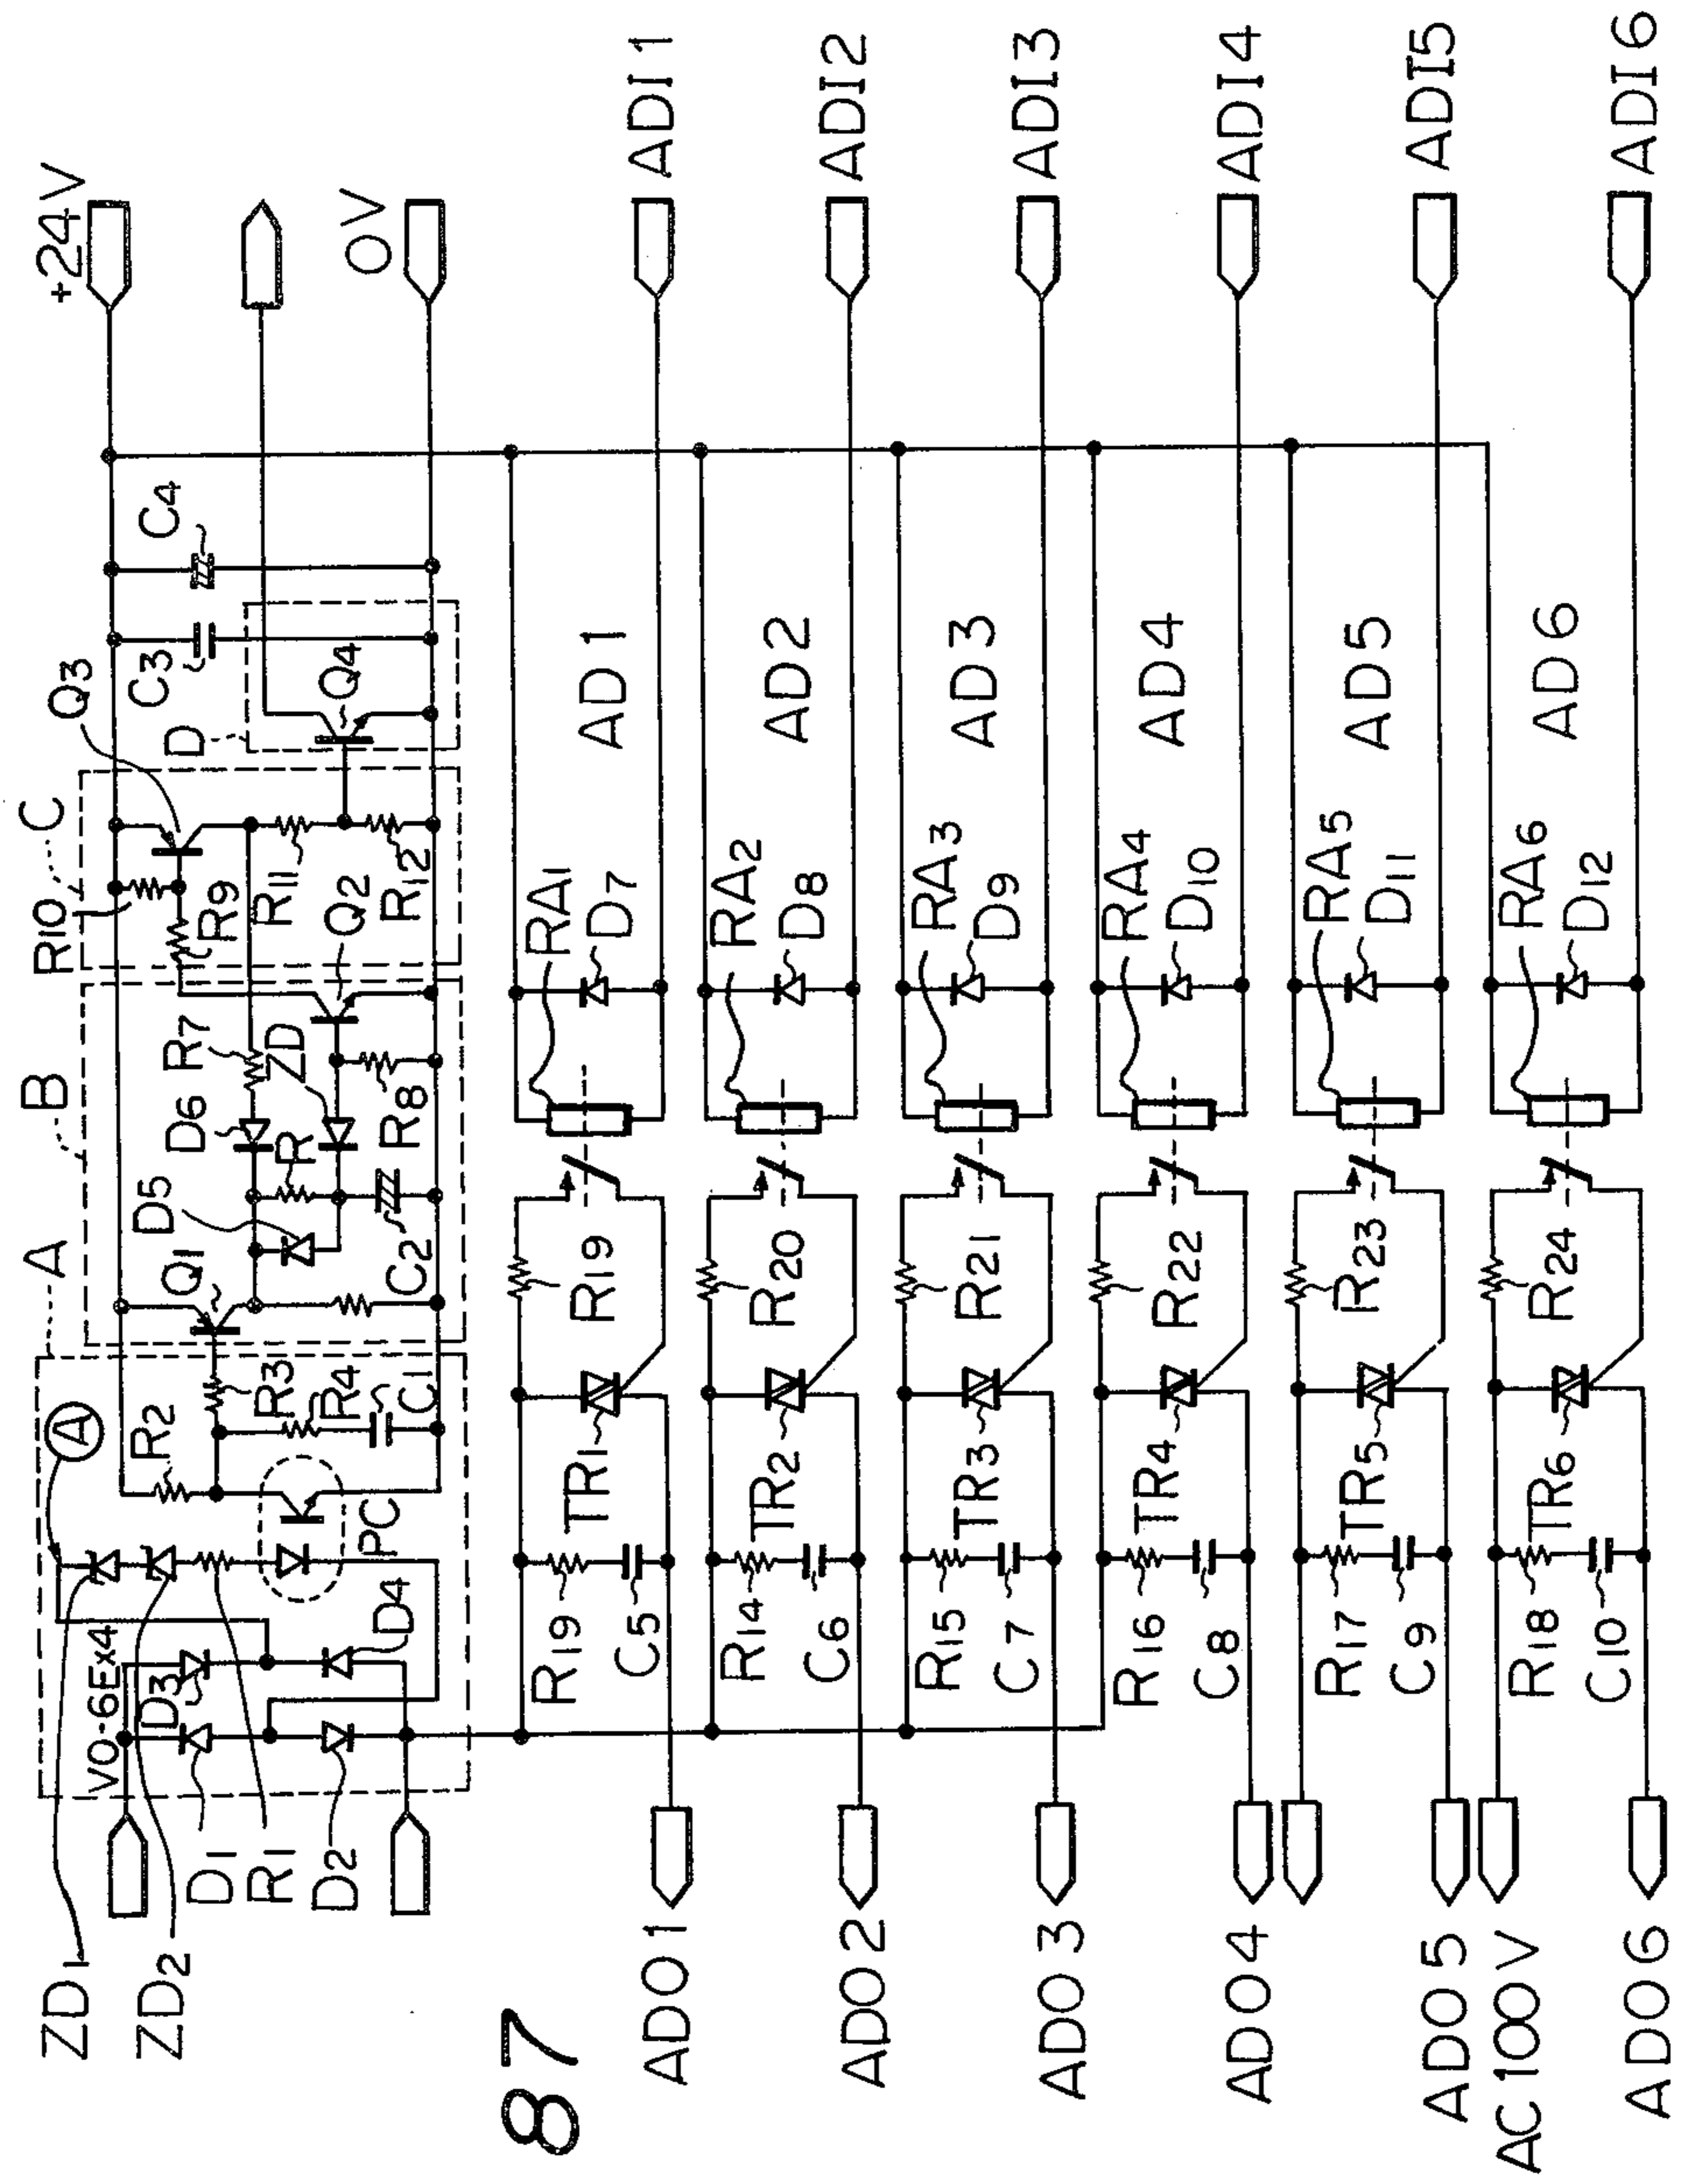 +24V
0V
ADI1
ADI2
ADI3
ADI4
ADI5
ADI6
A
B
C
D
A
VO-6Ex4
ZD1
ZD2
D1
R1
D2
D3
D4
PC
R2
R3
R4
C1
Q1
D5
R
C2
D6
R7
ZD
R8
Q2
R10
R9
R11
R12
Q3
C3
Q4
C4
87
R19
C5
TR1
R19
RA1
D7
AD1
ADO1
R14
C6
TR2
R20
RA2
D8
AD2
ADO2
R15
C7
TR3
R21
RA3
D9
AD3
ADO3
R16
C8
TR4
R22
RA4
D10
AD4
ADO4
R17
C9
TR5
R23
RA5
D11
AD5
ADO5
AC100V
R18
C10
TR6
R24
RA6
D12
AD6
ADO6